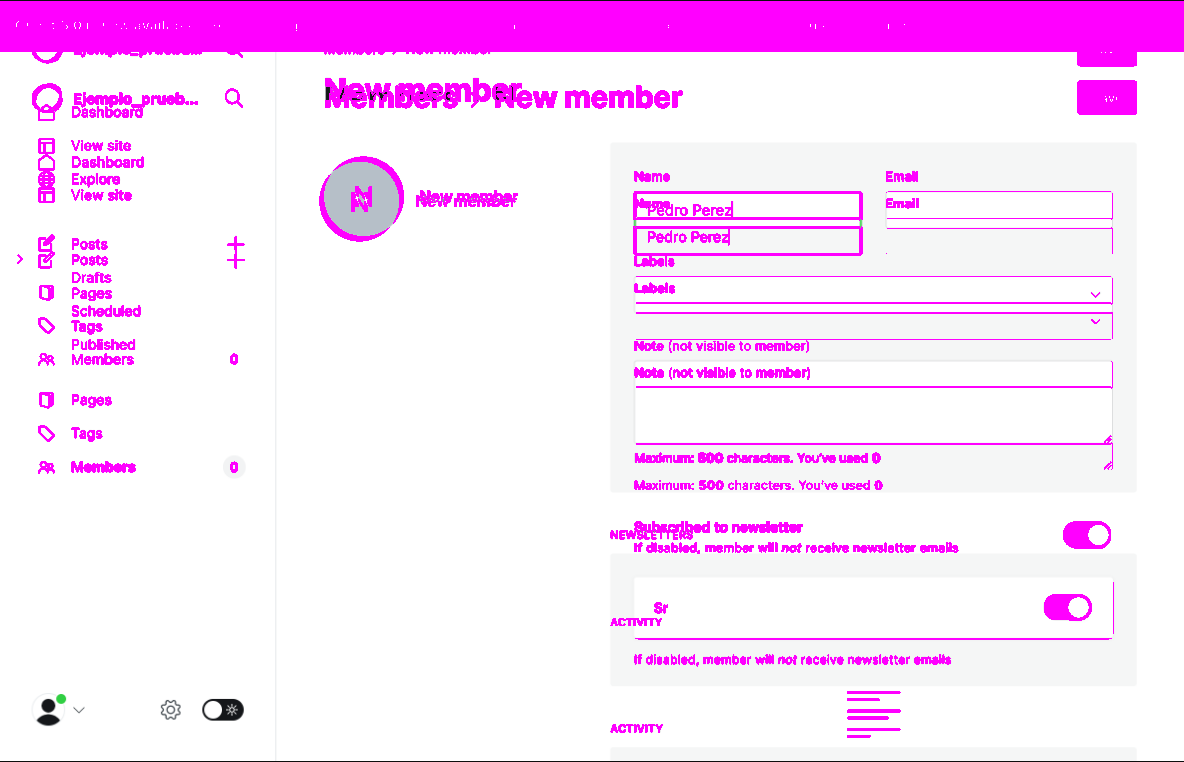 Members › New member
Ejemplo_prueba...
New member
Members › New member
Ejemplo_prueb...
Dashboard
View site
Dashboard
Explore
View site
New member
New member
Name
Email
Name
Email
Pedro Perez
Pedro Perez
Posts
Posts
Drafts
Pages
Scheduled
Tags
Published
Members 0
Pages
Tags
Members 0
Labels
Labels
Note (not visible to member)
Note (not visible to member)
Maximum: 500 characters. You've used 0
Maximum: 500 characters. You've used 0
Subscribed to newsletter
NEWSLETTERS
If disabled, member will not receive newsletter emails
Sr
ACTIVITY
If disabled, member will not receive newsletter emails
ACTIVITY